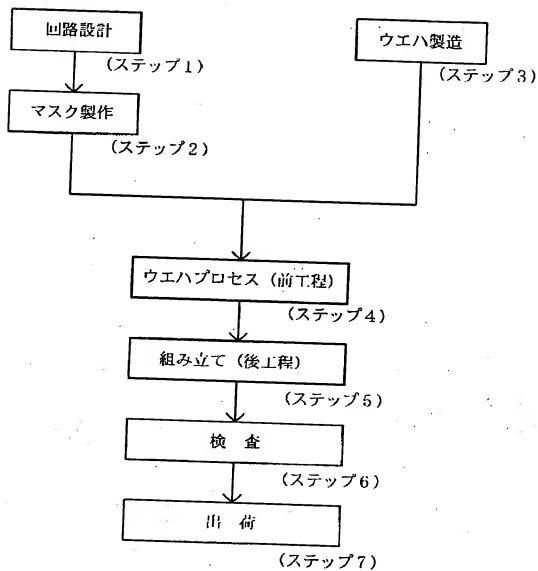 回路設計
(ステップ1)
マスク製作
(ステップ2)
ウエハ製造
(ステップ3)
ウエハプロセス(前工程)
(ステップ4)
組み立て(後工程)
(ステップ5)
検 査
(ステップ6)
出 荷
(ステップ7)